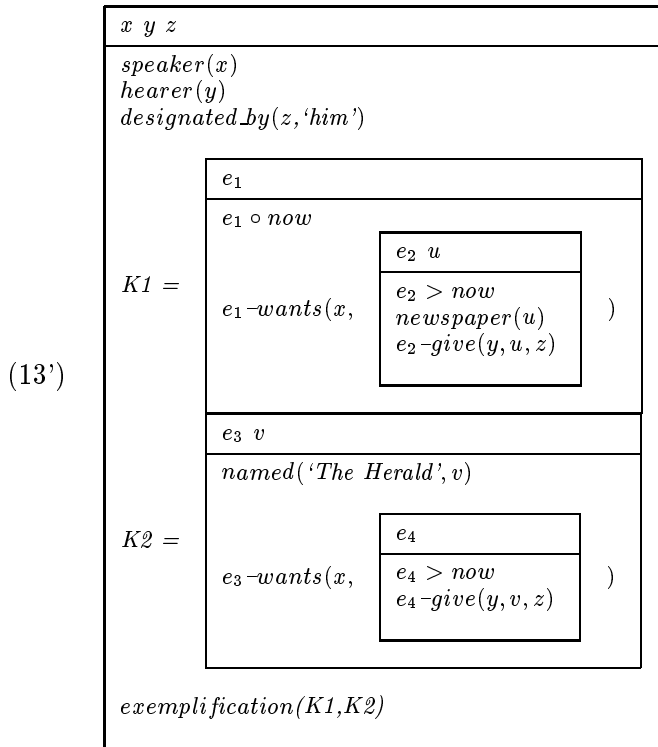 x y z
speaker(x)
hearer(y)
designated_by(z,‘him’)
e₁
e₁ ∘ now
e₂ u
K1 =
e₁–wants(x,
e₂ > now
newspaper(u)
e₂–give(y, u, z)
)
(13’)
e₃ v
named(‘The Herald’, v)
e₄
K2 =
e₃–wants(x,
e₄ > now
e₄–give(y, v, z)
)
exemplification(K1,K2)